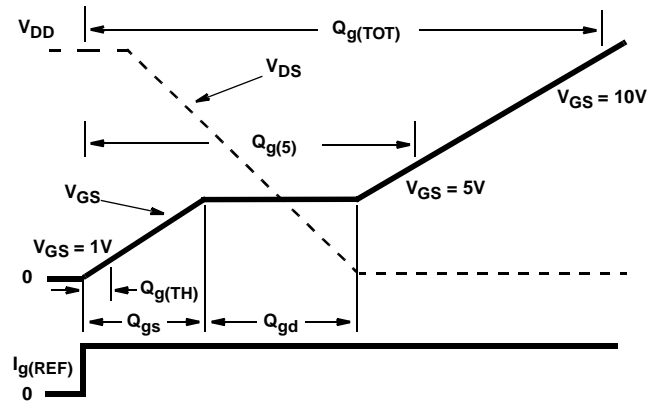 V_DD
Q_g(TOT)
V_DS
V_GS = 10V
Q_g(5)
V_GS
V_GS = 5V
V_GS = 1V
0
Q_g(TH)
Q_gs
Q_gd
I_g(REF)
0